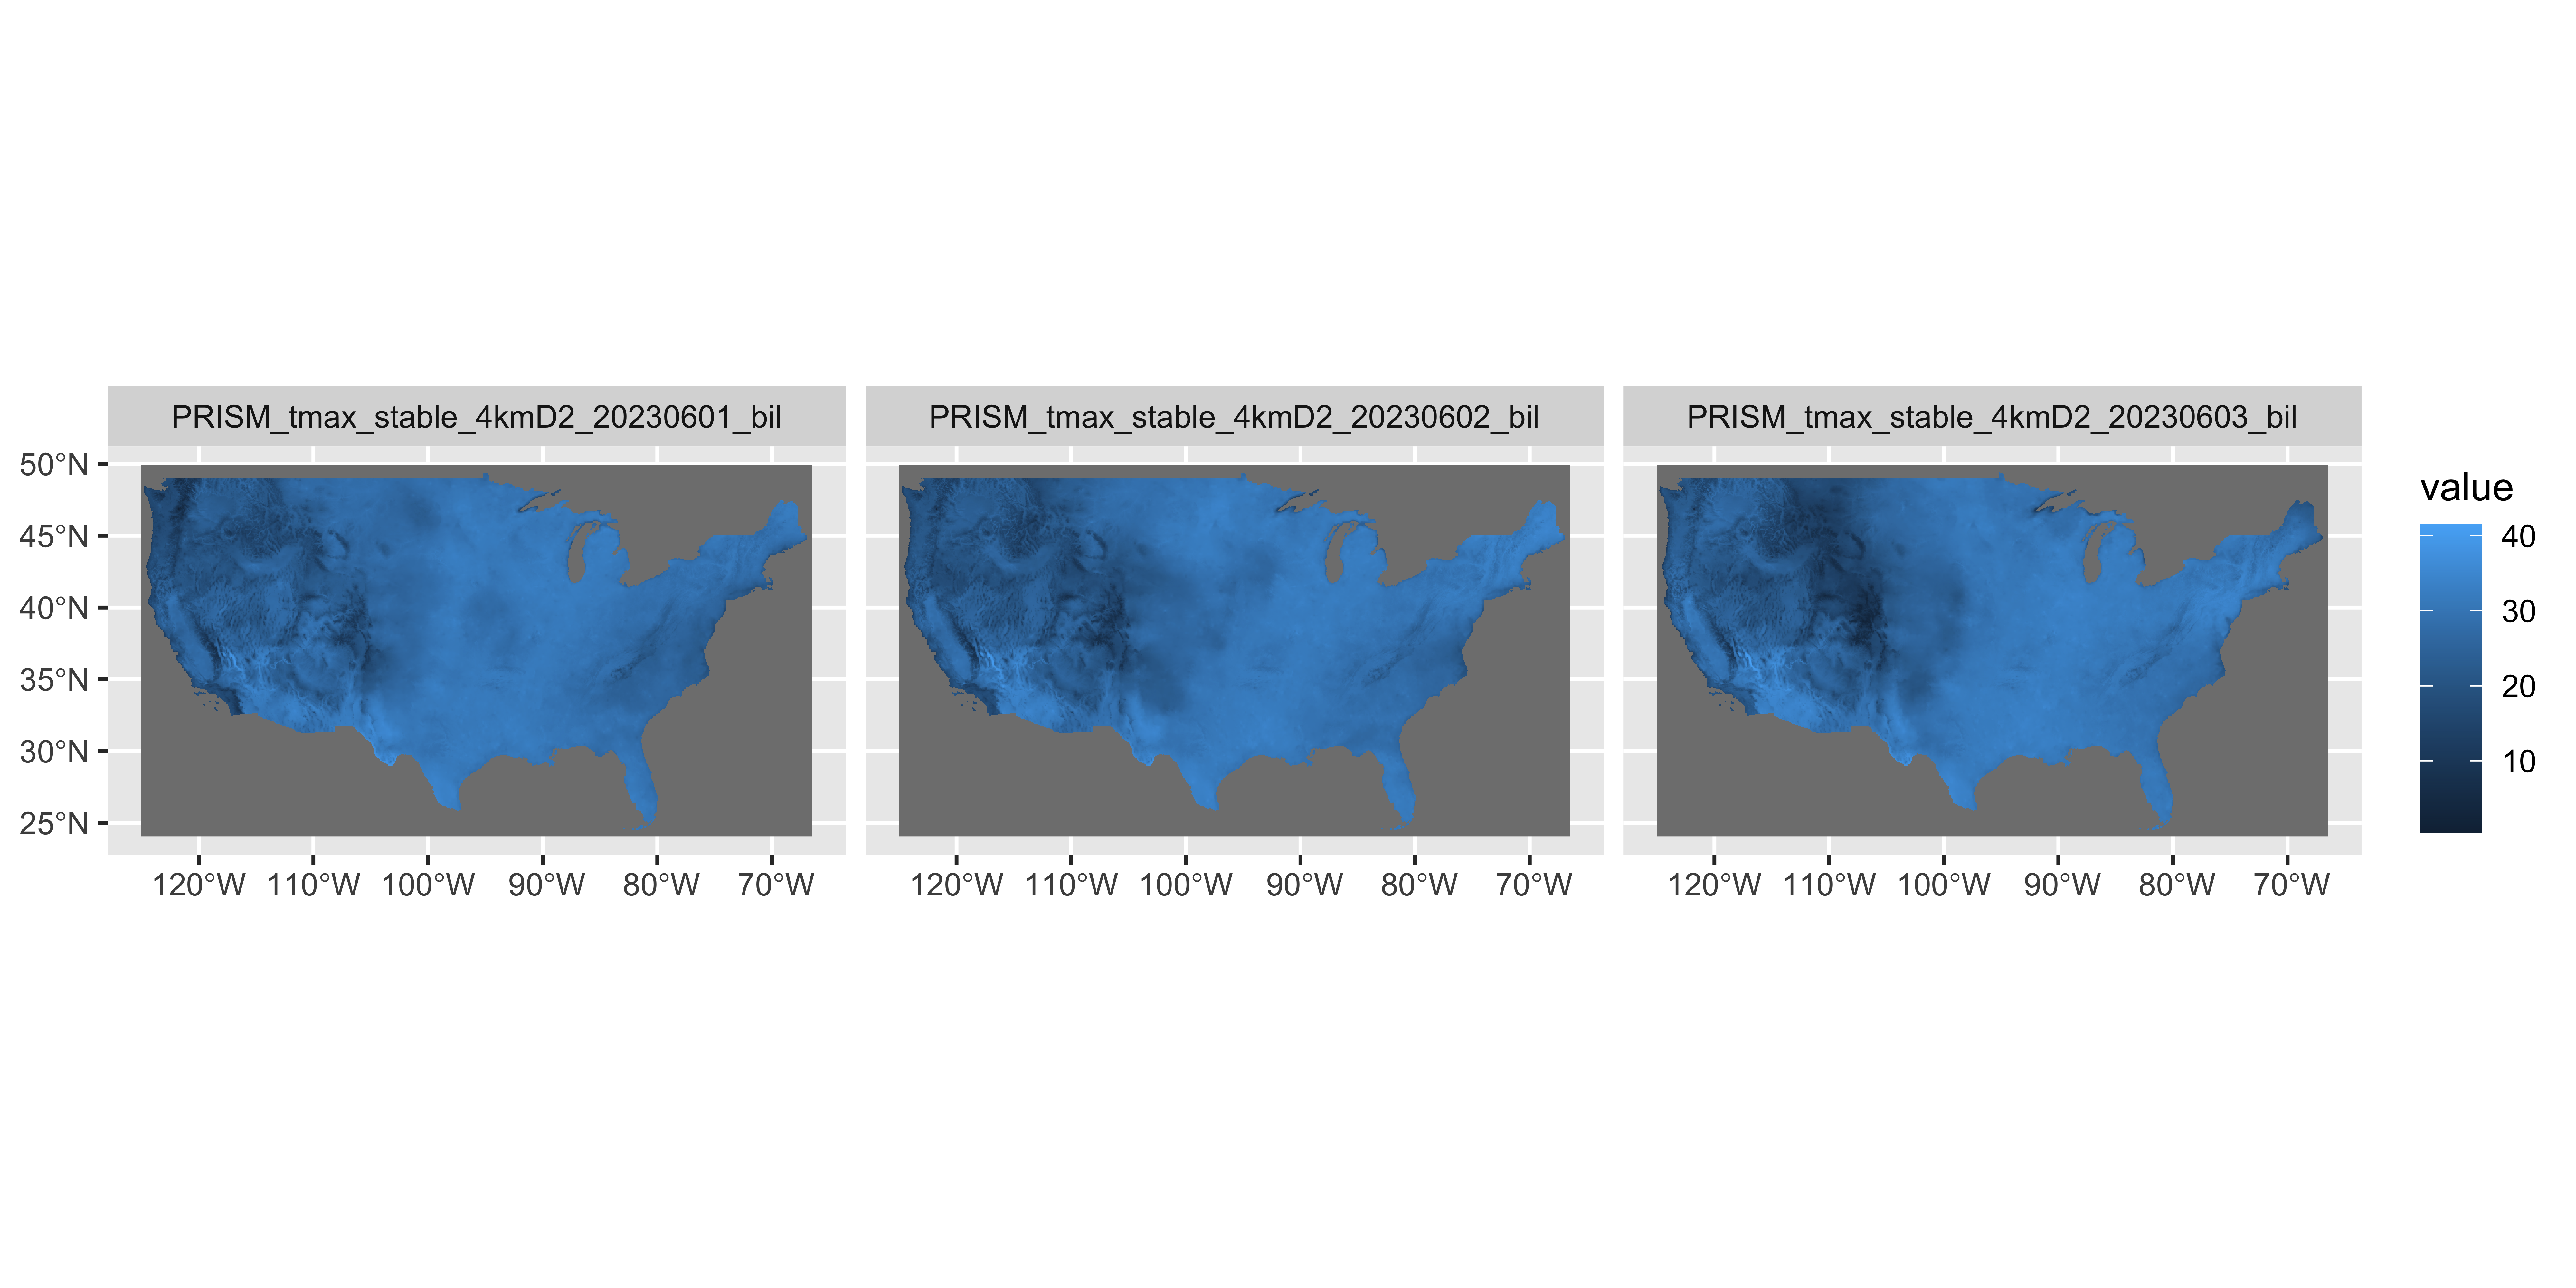 PRISM_tmax_stable_4kmD2_20230601_bil
PRISM_tmax_stable_4kmD2_20230602_bil
PRISM_tmax_stable_4kmD2_20230603_bil
50°N
45°N
40°N
35°N
30°N
25°N
120°W 110°W 100°W 90°W 80°W 70°W
120°W 110°W 100°W 90°W 80°W 70°W
120°W 110°W 100°W 90°W 80°W 70°W
value
40
30
20
10